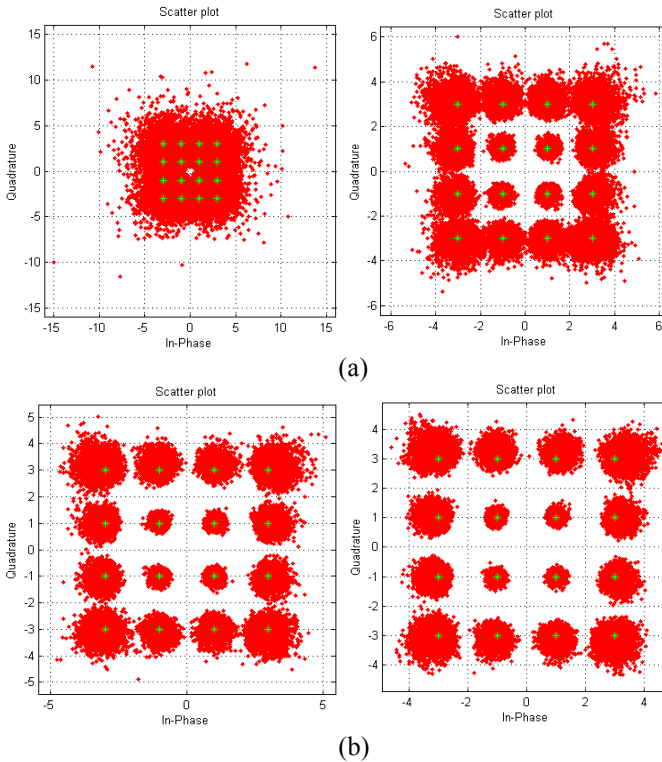 Scatter plot
Quadrature
15
10
5
0
-5
-10
-15
-15 -10 -5 0 5 10 15
In-Phase
Scatter plot
Quadrature
6
4
2
0
-2
-4
-6
-6 -4 -2 0 2 4 6
In-Phase
(a)
Scatter plot
Quadrature
5
4
3
2
1
0
-1
-2
-3
-4
-5
-5 0 5
In-Phase
Scatter plot
Quadrature
4
3
2
1
0
-1
-2
-3
-4
-4 -2 0 2 4
In-Phase
(b)